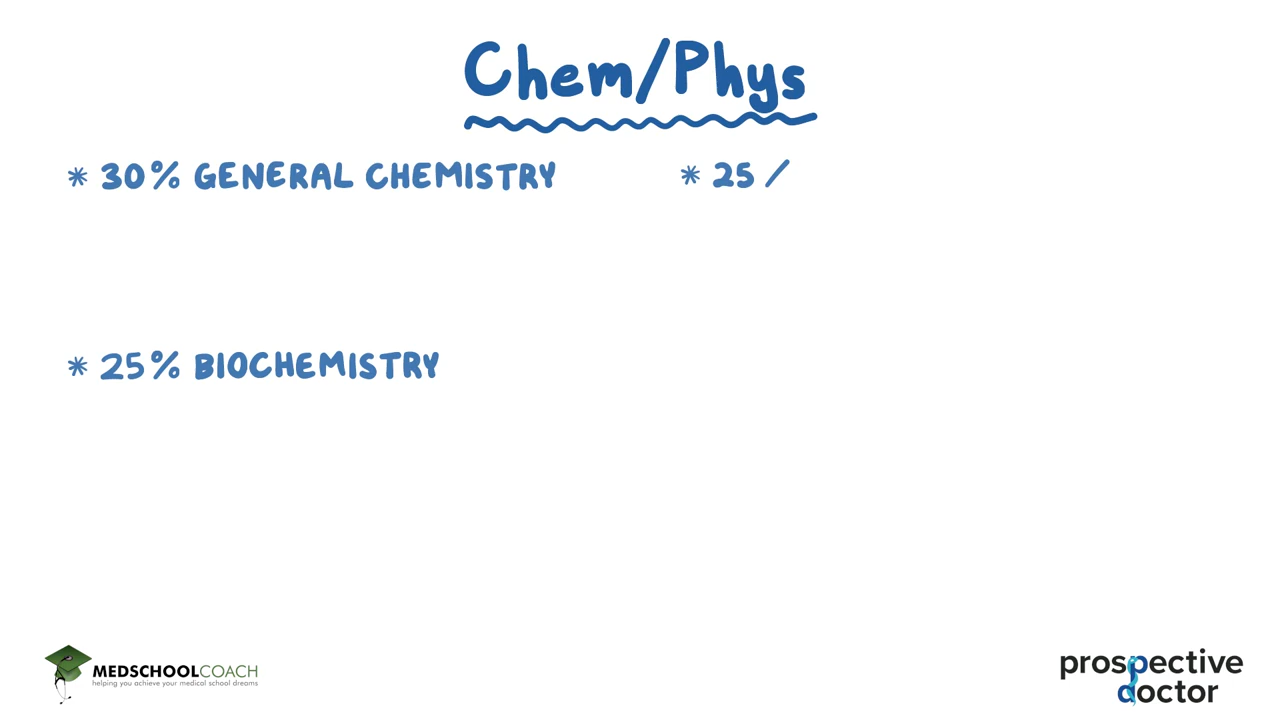 Chem/Phys
* 30% GENERAL CHEMISTRY
* 25 /
* 25% BIOCHEMISTRY
MEDSCHOOLCOACH
helping you achieve your medical school dreams
prospective
doctor